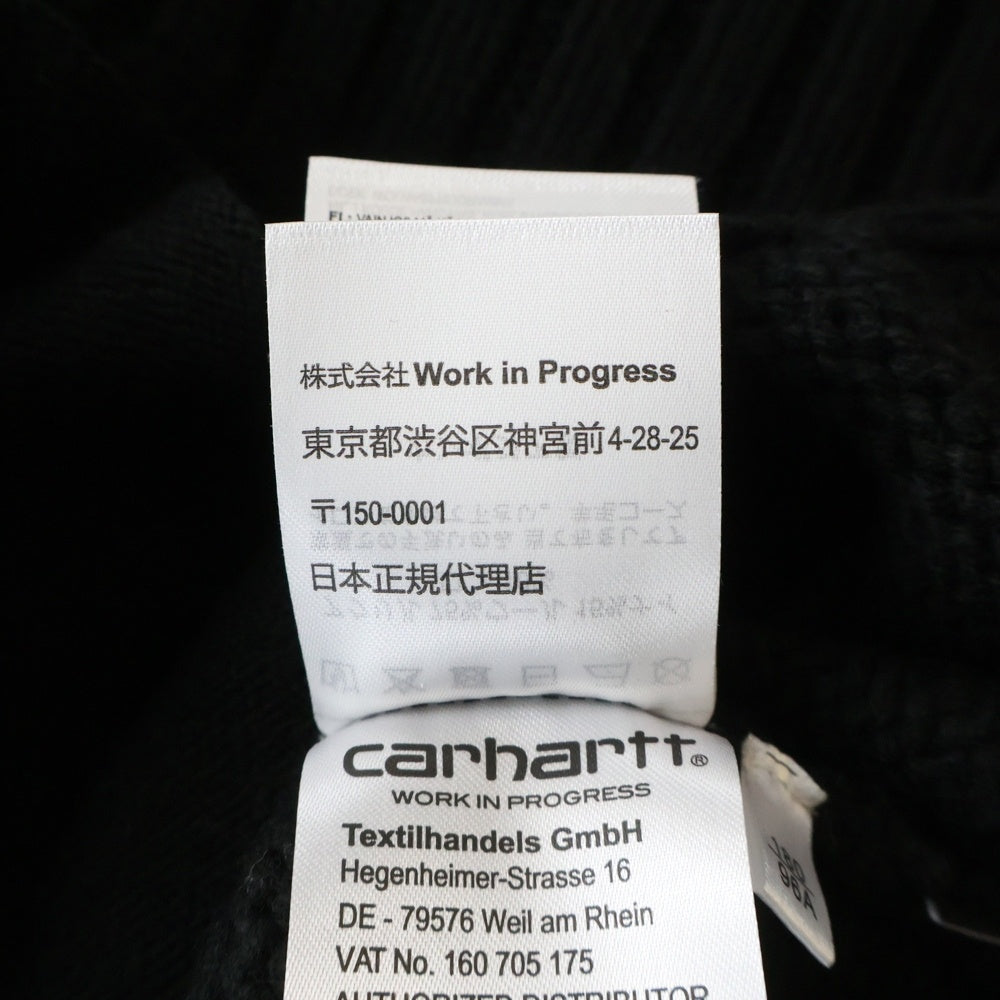 株式会社Work in Progress
東京都渋谷区神宮前4-28-25
〒150-0001
日本正規代理店
carhartt®
WORK IN PROGRESS
Textilhandels GmbH
Hegenheimer-Strasse 16
DE - 79576 Weil am Rhein
VAT No. 160 705 175
AUTHORIZED DISTRIBUTOR